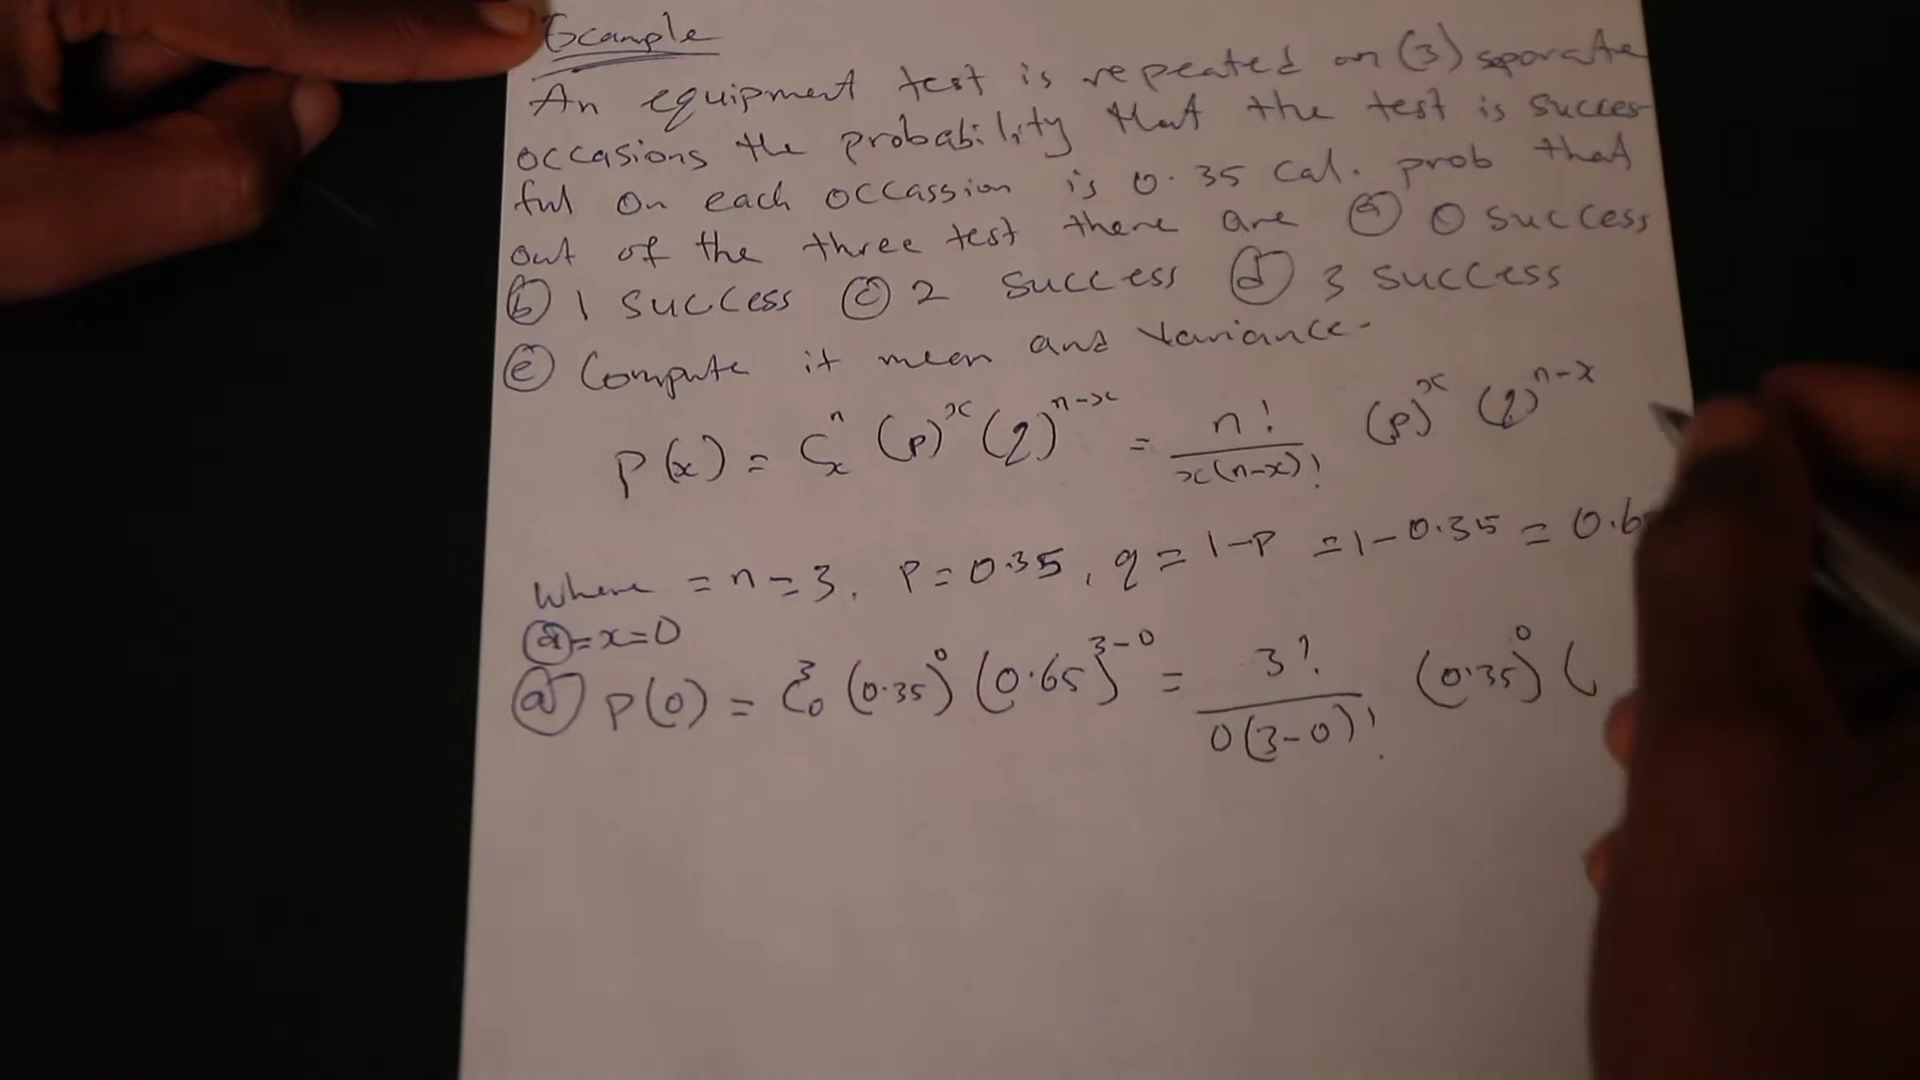 Example
An equipment test is repeated on (3) separate
occasions the probability that the test is succes-
ful on each occassion is 0.35 cal. prob that
out of the three test there are (a) 0 success
(b) 1 success (c) 2 success (d) 3 success
(e) Compute it mean and variance.
P(x) = C^n_x (p)^x (q)^{n-x} = n! / x(n-x)! (p)^x (q)^{n-x}
Where = n = 3, P = 0.35, q = 1-P = 1-0.35 = 0.6
(a) = x = 0
(a) P(0) = C^3_0 (0.35)^0 (0.65)^{3-0} = 3! / 0(3-0)! (0.35)^0 (